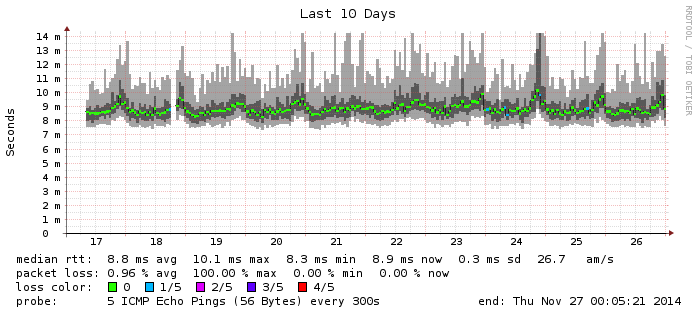 Last 10 Days
RRDTOOL / TOBI OETIKER
Seconds
14 m
13 m
12 m
11 m
10 m
9 m
8 m
7 m
6 m
5 m
4 m
3 m
2 m
1 m
0
17 18 19 20 21 22 23 24 25 26
median rtt: 8.8 ms avg 10.1 ms max 8.3 ms min 8.9 ms now 0.3 ms sd 26.7 am/s
packet loss: 0.96 % avg 100.00 % max 0.00 % min 0.00 % now
loss color: 0 1/5 2/5 3/5 4/5
probe: 5 ICMP Echo Pings (56 Bytes) every 300s end: Thu Nov 27 00:05:21 2014